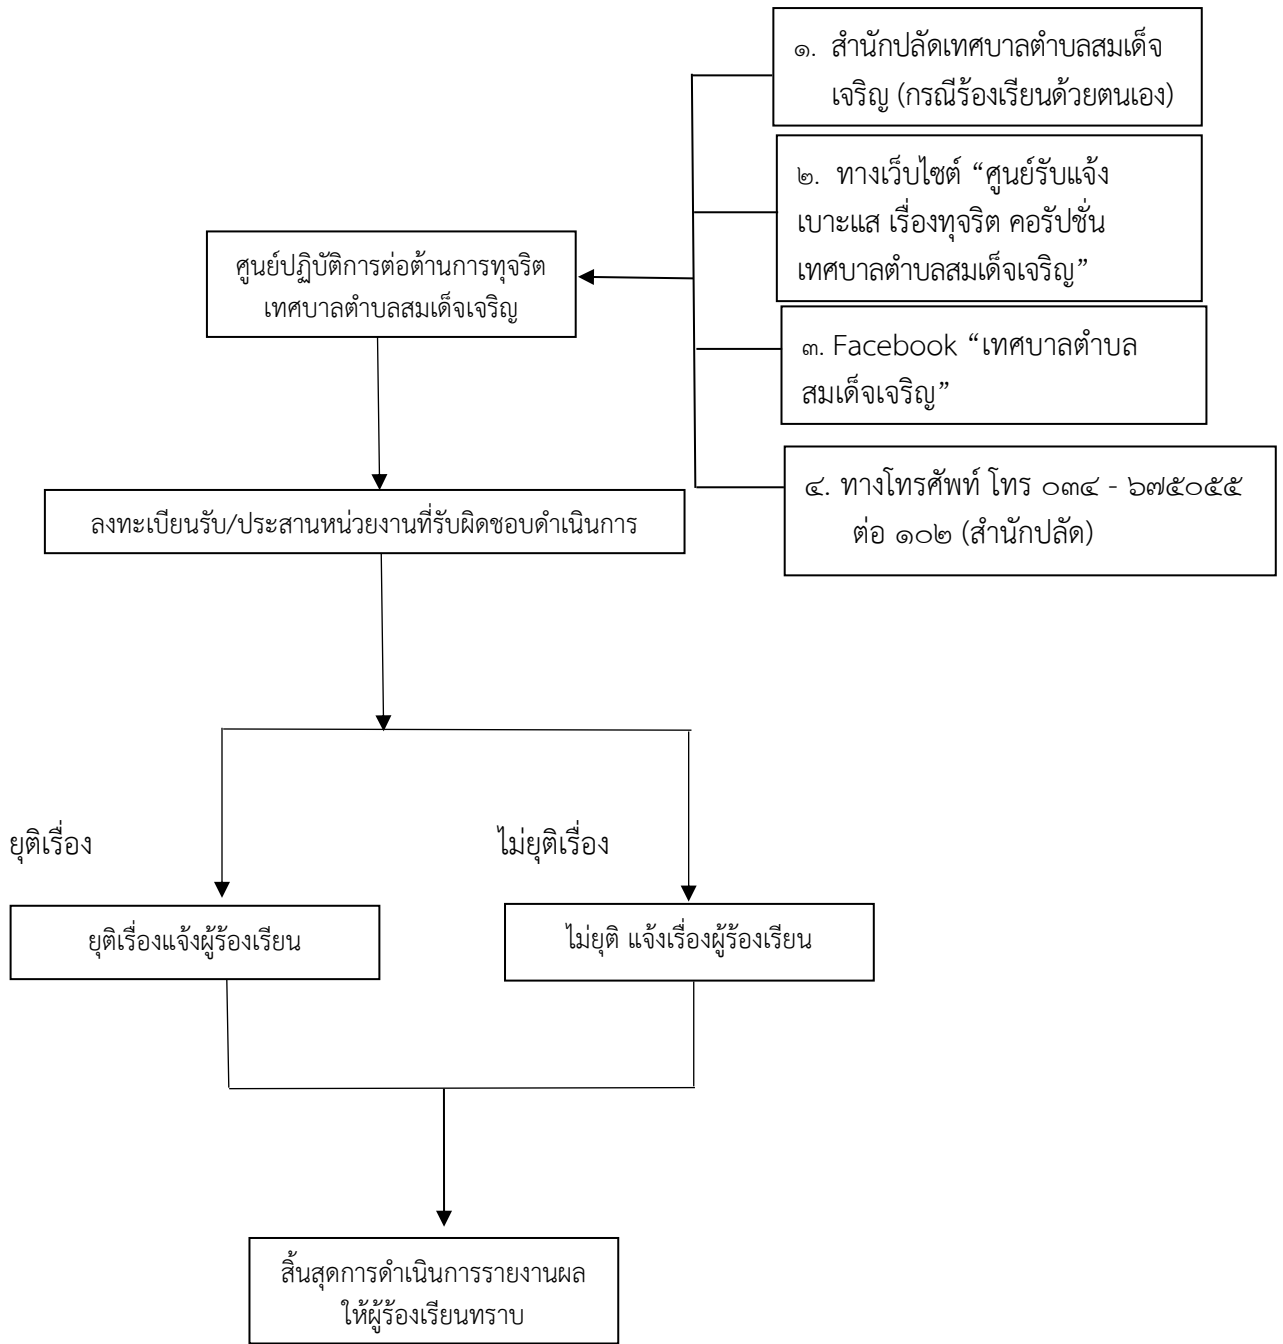 ๑. สำนักปลัดเทศบาลตำบลสมเด็จ
เจริญ (กรณีร้องเรียนด้วยตนเอง)
๒. ทางเว็บไซต์ “ศูนย์รับแจ้ง
เบาะแส เรื่องทุจริต คอรัปชั่น
เทศบาลตำบลสมเด็จเจริญ”
๓. Facebook “เทศบาลตำบล
สมเด็จเจริญ”
๔. ทางโทรศัพท์ โทร ๐๓๔ - ๖๗๕๐๕๕
ต่อ ๑๐๒ (สำนักปลัด)
ศูนย์ปฏิบัติการต่อต้านการทุจริต
เทศบาลตำบลสมเด็จเจริญ
ลงทะเบียนรับ/ประสานหน่วยงานที่รับผิดชอบดำเนินการ
ยุติเรื่อง
ไม่ยุติเรื่อง
ยุติเรื่องแจ้งผู้ร้องเรียน
ไม่ยุติ แจ้งเรื่องผู้ร้องเรียน
สิ้นสุดการดำเนินการรายงานผล
ให้ผู้ร้องเรียนทราบ